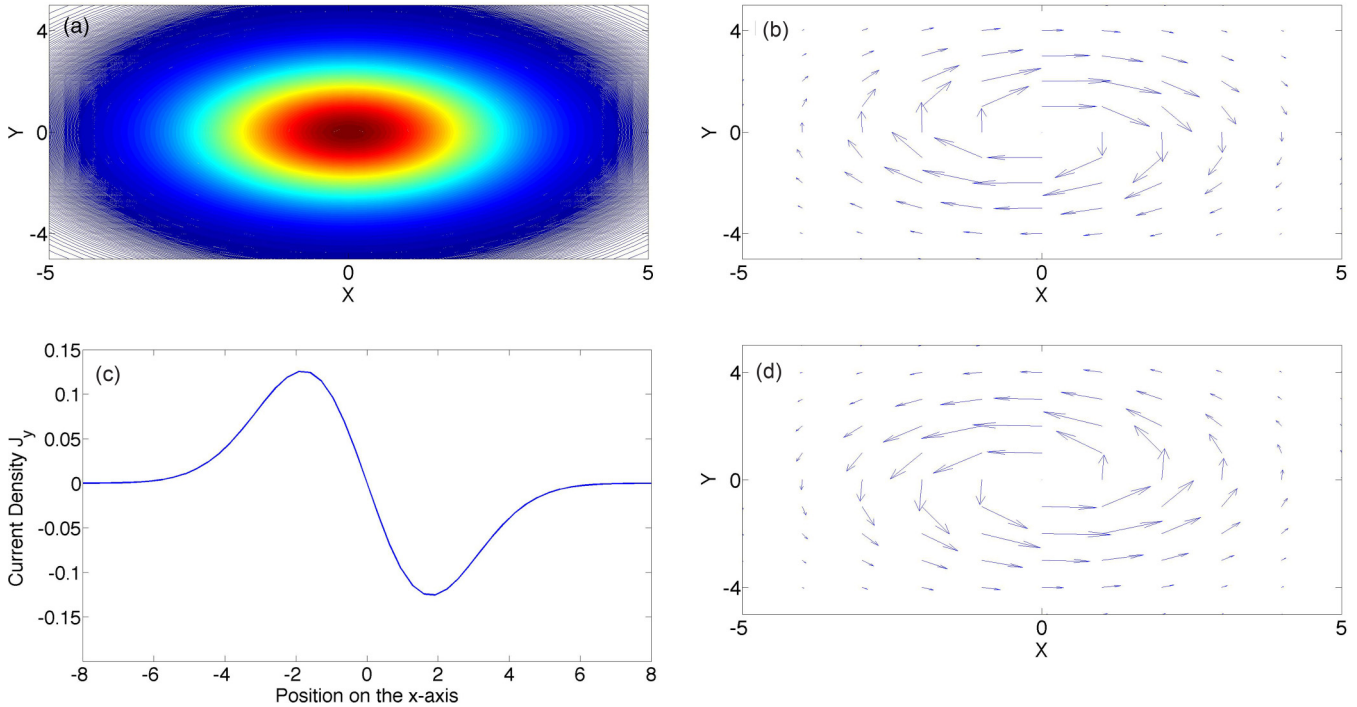 (a)
4
0
-4
Y
-5 0 5
X
(b)
4
0
-4
Y
-5 0 5
X
(c)
0.15
0.1
0.05
0
-0.05
-0.1
-0.15
Current Density J_y
-8 -6 -4 -2 0 2 4 6 8
Position on the x-axis
(d)
4
0
-4
Y
-5 0 5
X